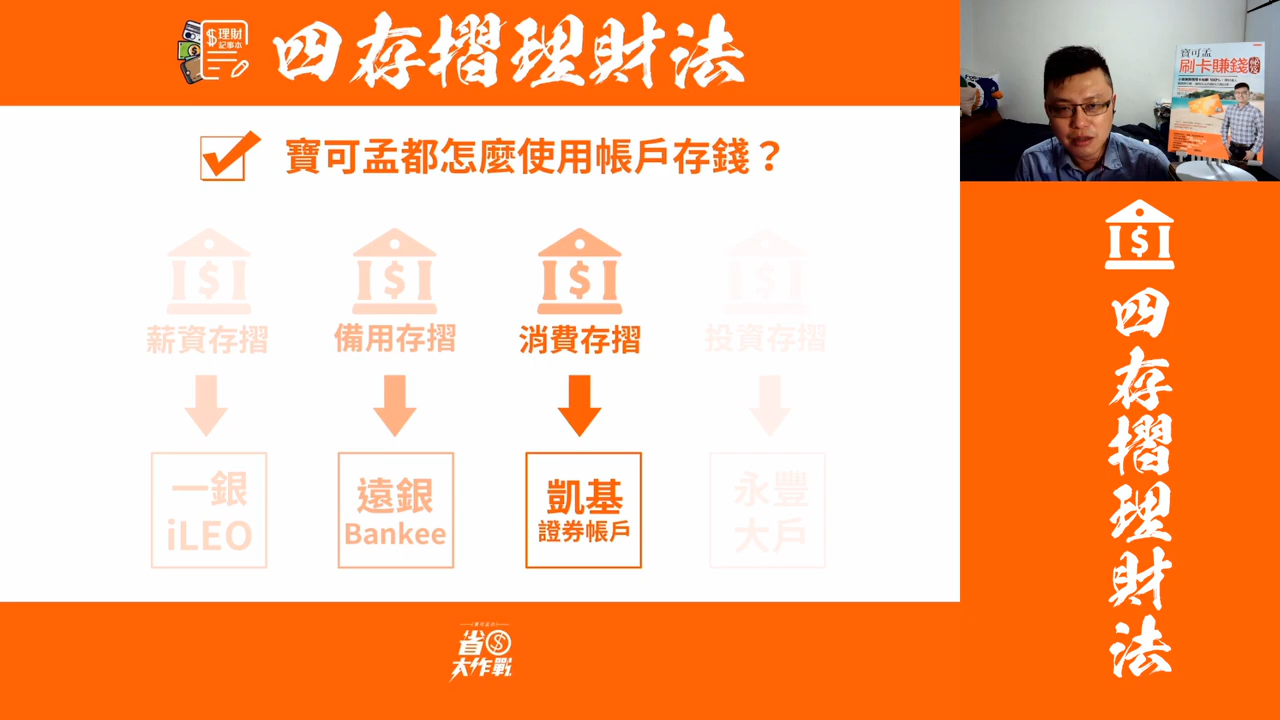 理財
記事本
四存摺理財法
寶可孟都怎麼使用帳戶存錢？
薪資存摺
備用存摺
消費存摺
投資存摺
一銀
iLEO
遠銀
Bankee
凱基
證券帳戶
永豐
大戶
省
大作戰
寶可孟
刷卡賺錢
四存摺理財法